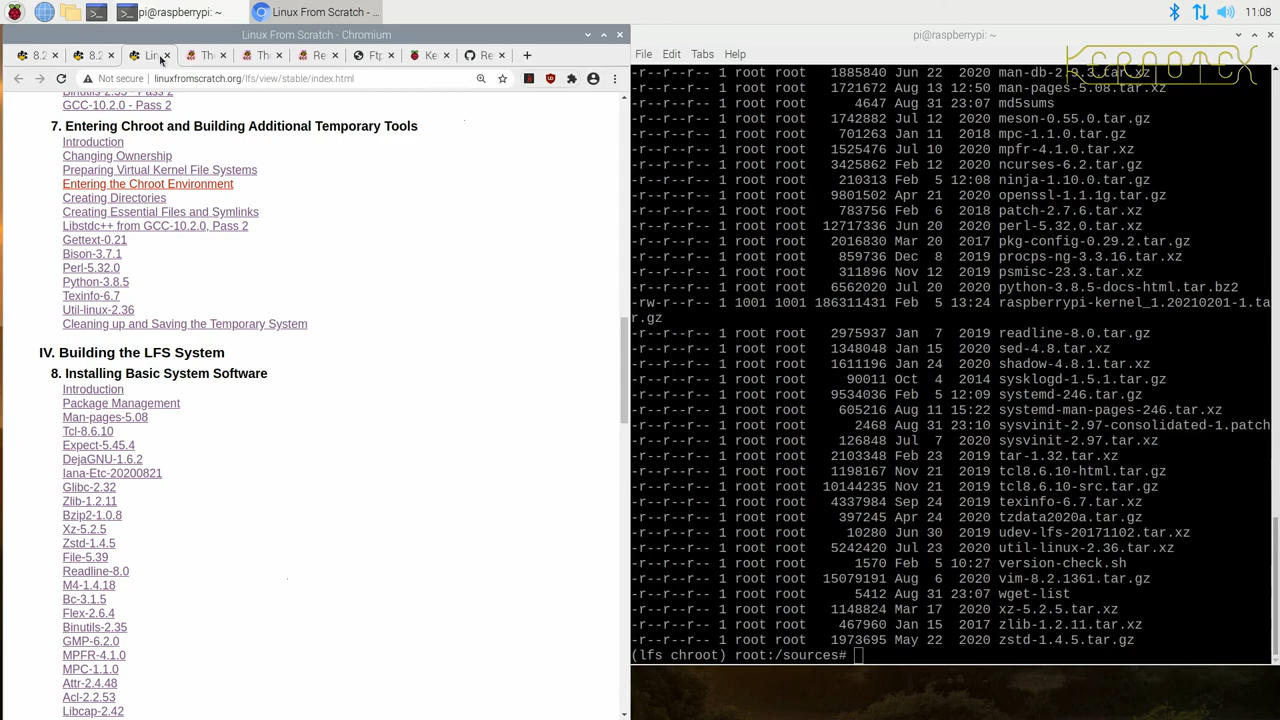 pi@raspberrypi: ~
Linux From Scratch - ...
11:08
Linux From Scratch - Chromium
pi@raspberrypi: ~
8.2
8.2
Lin
Th
Th
Re
Ftp
Ke
Re
File Edit Tabs Help
KERNOTEX
Not secure | linuxfromscratch.org/lfs/view/stable/index.html
Binutils-2.35 - Pass 2
GCC-10.2.0 - Pass 2
7. Entering Chroot and Building Additional Temporary Tools
Introduction
Changing Ownership
Preparing Virtual Kernel File Systems
Entering the Chroot Environment
Creating Directories
Creating Essential Files and Symlinks
Libstdc++ from GCC-10.2.0, Pass 2
Gettext-0.21
Bison-3.7.1
Perl-5.32.0
Python-3.8.5
Texinfo-6.7
Util-linux-2.36
Cleaning up and Saving the Temporary System
IV. Building the LFS System
8. Installing Basic System Software
Introduction
Package Management
Man-pages-5.08
Tcl-8.6.10
Expect-5.45.4
DejaGNU-1.6.2
Iana-Etc-20200821
Glibc-2.32
Zlib-1.2.11
Bzip2-1.0.8
Xz-5.2.5
Zstd-1.4.5
File-5.39
Readline-8.0
M4-1.4.18
Bc-3.1.5
Flex-2.6.4
Binutils-2.35
GMP-6.2.0
MPFR-4.1.0
MPC-1.1.0
Attr-2.4.48
Acl-2.2.53
Libcap-2.42
-r--r--r-- 1 root root 1885840 Jun 22 2020 man-db-2.9.3.tar.xz
-r--r--r-- 1 root root 1721672 Aug 13 12:50 man-pages-5.08.tar.xz
-r--r--r-- 1 root root 4647 Aug 31 23:07 md5sums
-r--r--r-- 1 root root 1742882 Jul 12 2020 meson-0.55.0.tar.gz
-r--r--r-- 1 root root 701263 Jan 11 2018 mpc-1.1.0.tar.gz
-r--r--r-- 1 root root 1525476 Jul 10 2020 mpfr-4.1.0.tar.xz
-r--r--r-- 1 root root 3425862 Feb 12 2020 ncurses-6.2.tar.gz
-r--r--r-- 1 root root 210313 Feb 5 12:08 ninja-1.10.0.tar.gz
-r--r--r-- 1 root root 9801502 Apr 21 2020 openssl-1.1.1g.tar.gz
-r--r--r-- 1 root root 783756 Feb 6 2018 patch-2.7.6.tar.xz
-r--r--r-- 1 root root 12717336 Jun 20 2020 perl-5.32.0.tar.xz
-r--r--r-- 1 root root 2016830 Mar 20 2017 pkg-config-0.29.2.tar.gz
-r--r--r-- 1 root root 859736 Dec 8 2019 procps-ng-3.3.16.tar.xz
-r--r--r-- 1 root root 311896 Nov 12 2019 psmisc-23.3.tar.xz
-r--r--r-- 1 root root 6562020 Jul 20 2020 python-3.8.5-docs-html.tar.bz2
-rw-r--r-- 1 1001 1001 186311431 Feb 5 13:24 raspberrypi-kernel_1.20210201-1.ta
r.gz
-r--r--r-- 1 root root 2975937 Jan 7 2019 readline-8.0.tar.gz
-r--r--r-- 1 root root 1348048 Jan 15 2020 sed-4.8.tar.xz
-r--r--r-- 1 root root 1611196 Jan 24 2020 shadow-4.8.1.tar.xz
-r--r--r-- 1 root root 90011 Oct 4 2014 sysklogd-1.5.1.tar.gz
-r--r--r-- 1 root root 9534036 Feb 5 12:09 systemd-246.tar.gz
-r--r--r-- 1 root root 605216 Aug 11 15:22 systemd-man-pages-246.tar.xz
-r--r--r-- 1 root root 2468 Aug 31 23:10 sysvinit-2.97-consolidated-1.patch
-r--r--r-- 1 root root 126848 Jul 7 2020 sysvinit-2.97.tar.xz
-r--r--r-- 1 root root 2103348 Feb 23 2019 tar-1.32.tar.xz
-r--r--r-- 1 root root 1198167 Nov 21 2019 tcl8.6.10-html.tar.gz
-r--r--r-- 1 root root 10144235 Nov 21 2019 tcl8.6.10-src.tar.gz
-r--r--r-- 1 root root 4337984 Sep 24 2019 texinfo-6.7.tar.xz
-r--r--r-- 1 root root 397245 Apr 24 2020 tzdata2020a.tar.gz
-r--r--r-- 1 root root 10280 Jun 30 2020 udev-lfs-20171102.tar.xz
-r--r--r-- 1 root root 5242420 Jul 23 2020 util-linux-2.36.tar.xz
-r--r--r-- 1 root root 1570 Feb 5 10:27 version-check.sh
-r--r--r-- 1 root root 15079191 Aug 6 2020 vim-8.2.1361.tar.gz
-r--r--r-- 1 root root 5412 Aug 31 23:07 wget-list
-r--r--r-- 1 root root 1148824 Mar 17 2020 xz-5.2.5.tar.xz
-r--r--r-- 1 root root 467960 Jan 15 2017 zlib-1.2.11.tar.xz
-r--r--r-- 1 root root 1973695 May 22 2020 zstd-1.4.5.tar.gz
(lfs chroot) root:/sources#